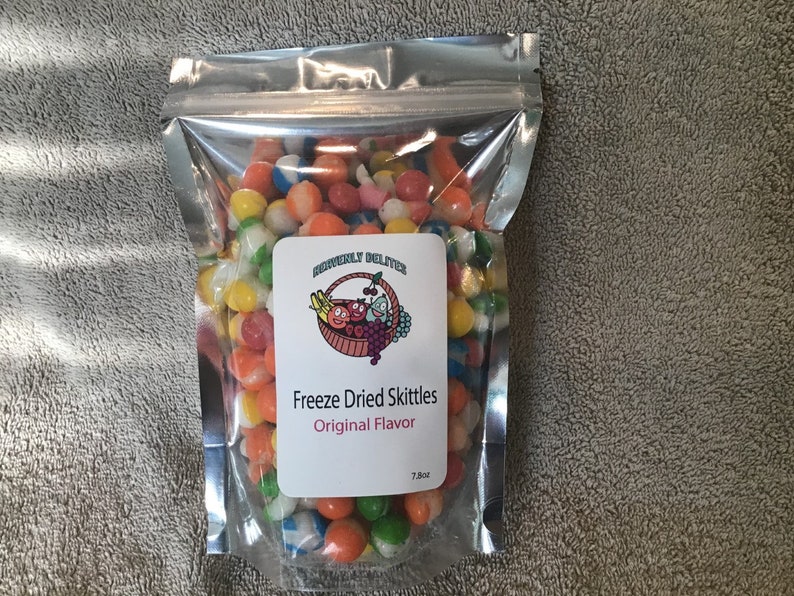 HEAVENLY DELITES
Freeze Dried Skittles
Original Flavor
7.8oz